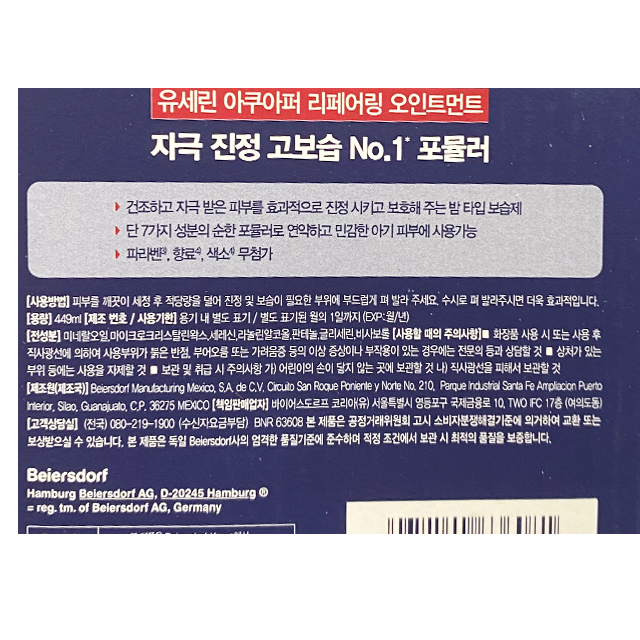 유세린 아쿠아퍼 리페어링 오인트먼트
자극 진정 고보습 No.1* 포뮬러
건조하고 자극 받은 피부를 효과적으로 진정 시키고 보호해 주는 밤 타입 보습제
단 7가지 성분의 순한 포뮬러로 연약하고 민감한 아기 피부에 사용가능
파라벤³⁾, 향료⁴⁾, 색소⁴⁾ 무첨가
[사용방법] 피부를 깨끗이 세정 후 적당량을 덜어 진정 및 보습이 필요한 부위에 부드럽게 펴 발라 주세요. 수시로 펴 발라주시면 더욱 효과적입니다.
[용량] 449ml [제조 번호 / 사용기한] 용기 내 별도 표기 / 별도 표기된 월의 1일까지 (EXP:월/년)
[전성분] 미네랄오일, 마이크로크리스탈린왁스, 세레신, 라놀린알코올, 판테놀, 글리세린, 비사보롤 [사용할 때의 주의사항] ■ 화장품 사용 시 또는 사용 후
직사광선에 의하여 사용부위가 붉은 반점, 부어오름 또는 가려움증 등의 이상 증상이나 부작용이 있는 경우에는 전문의 등과 상담할 것 ■ 상처가 있는
부위 등에는 사용을 자제할 것 ■ 보관 및 취급 시 주의사항 가) 어린이의 손이 닿지 않는 곳에 보관할 것 나) 직사광선을 피해서 보관할 것
[제조원(제조국)] Beiersdorf Manufacturing Mexico, S.A. de C.V. Circuito San Roque Poniente y Norte No. 210, Parque Industrial Santa Fe Ampliacion Puerto
Interior, Silao, Guanajuato, C.P. 36275 MEXICO [책임판매업자] 바이어스도르프 코리아(유) 서울특별시 영등포구 국제금융로 10, TWO IFC 17층 (여의도동)
[고객상담실] (전국) 080-219-1900 (수신자요금부담) BNR 63608 본 제품은 공정거래위원회 고시 소비자분쟁해결기준에 의거하여 교환 또는
보상받으실 수 있습니다. 본 제품은 독일 Beiersdorf사의 엄격한 품질기준에 준수하며 적정 조건에서 보관 시 최적의 품질을 보증합니다.
Beiersdorf
Hamburg Beiersdorf AG, D-20245 Hamburg ®
= reg. tm. of Beiersdorf AG, Germany